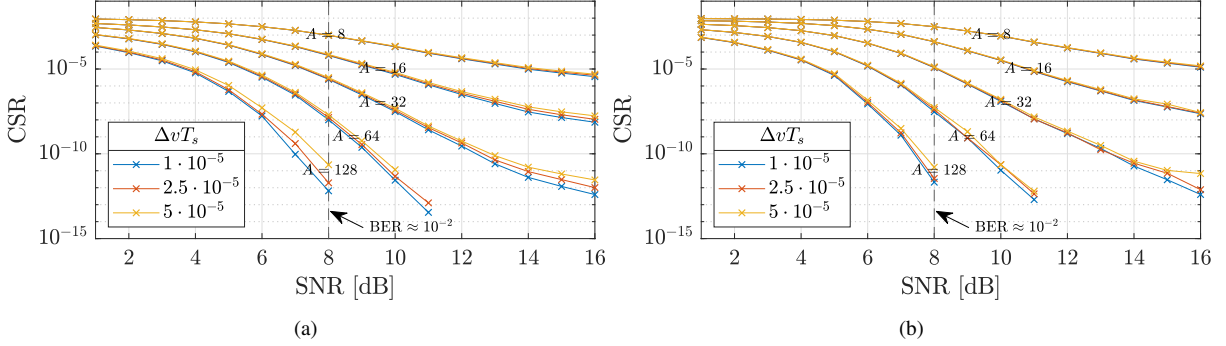 CSR
10^{-5}
10^{-10}
10^{-15}
A = 8
A = 16
A = 32
A = 64
A = 128
ΔvT_s
1 · 10^{-5}
2.5 · 10^{-5}
5 · 10^{-5}
BER ≈ 10^{-2}
2 4 6 8 10 12 14 16
SNR [dB]
(a)
CSR
10^{-5}
10^{-10}
10^{-15}
A = 8
A = 16
A = 32
A = 64
A = 128
ΔvT_s
1 · 10^{-5}
2.5 · 10^{-5}
5 · 10^{-5}
BER ≈ 10^{-2}
2 4 6 8 10 12 14 16
SNR [dB]
(b)